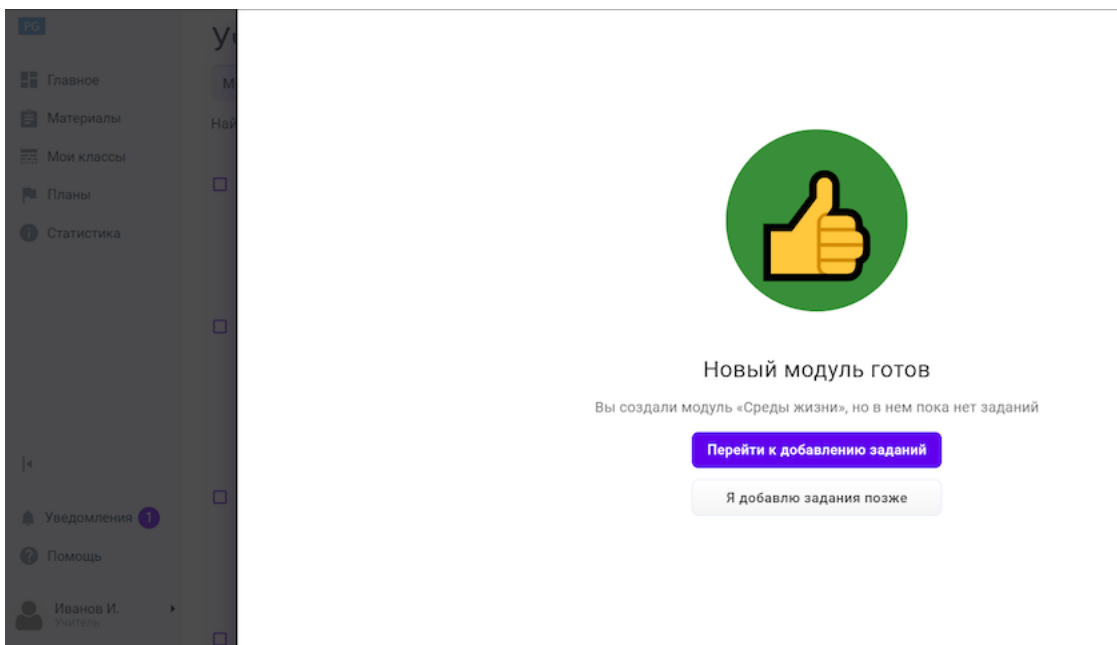 PG
Главное
Материалы
Мои классы
Планы
Статистика
Уведомления 1
Помощь
Иванов И.
Учитель
Новый модуль готов
Вы создали модуль «Среды жизни», но в нем пока нет заданий
Перейти к добавлению заданий
Я добавлю задания позже